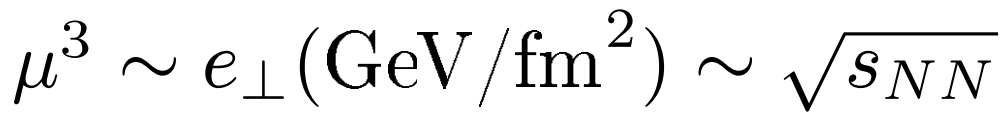 μ³ ∼ e⊥(GeV/fm²) ∼ √s_NN